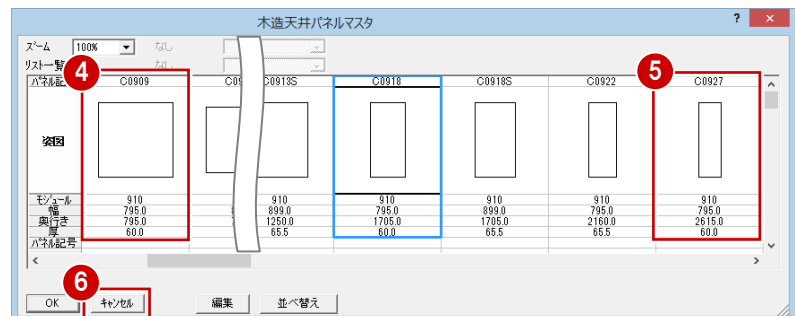 木造天井パネルマスタ ? ×
ズーム 100% なし
リスト一覧 なし
4 5
パネル記 C0909 C09 C0913S C0918 C0918S C0922 C0927
姿図
モジュール 910 910 910 910 910 910
幅 795.0 899.0 795.0 899.0 795.0 795.0
奥行き 795.0 1250.0 1705.0 1705.0 2160.0 2615.0
厚 60.0 65.5 60.0 65.5 65.5 60.0
パネル記号
6
OK キャンセル 編集 並べ替え